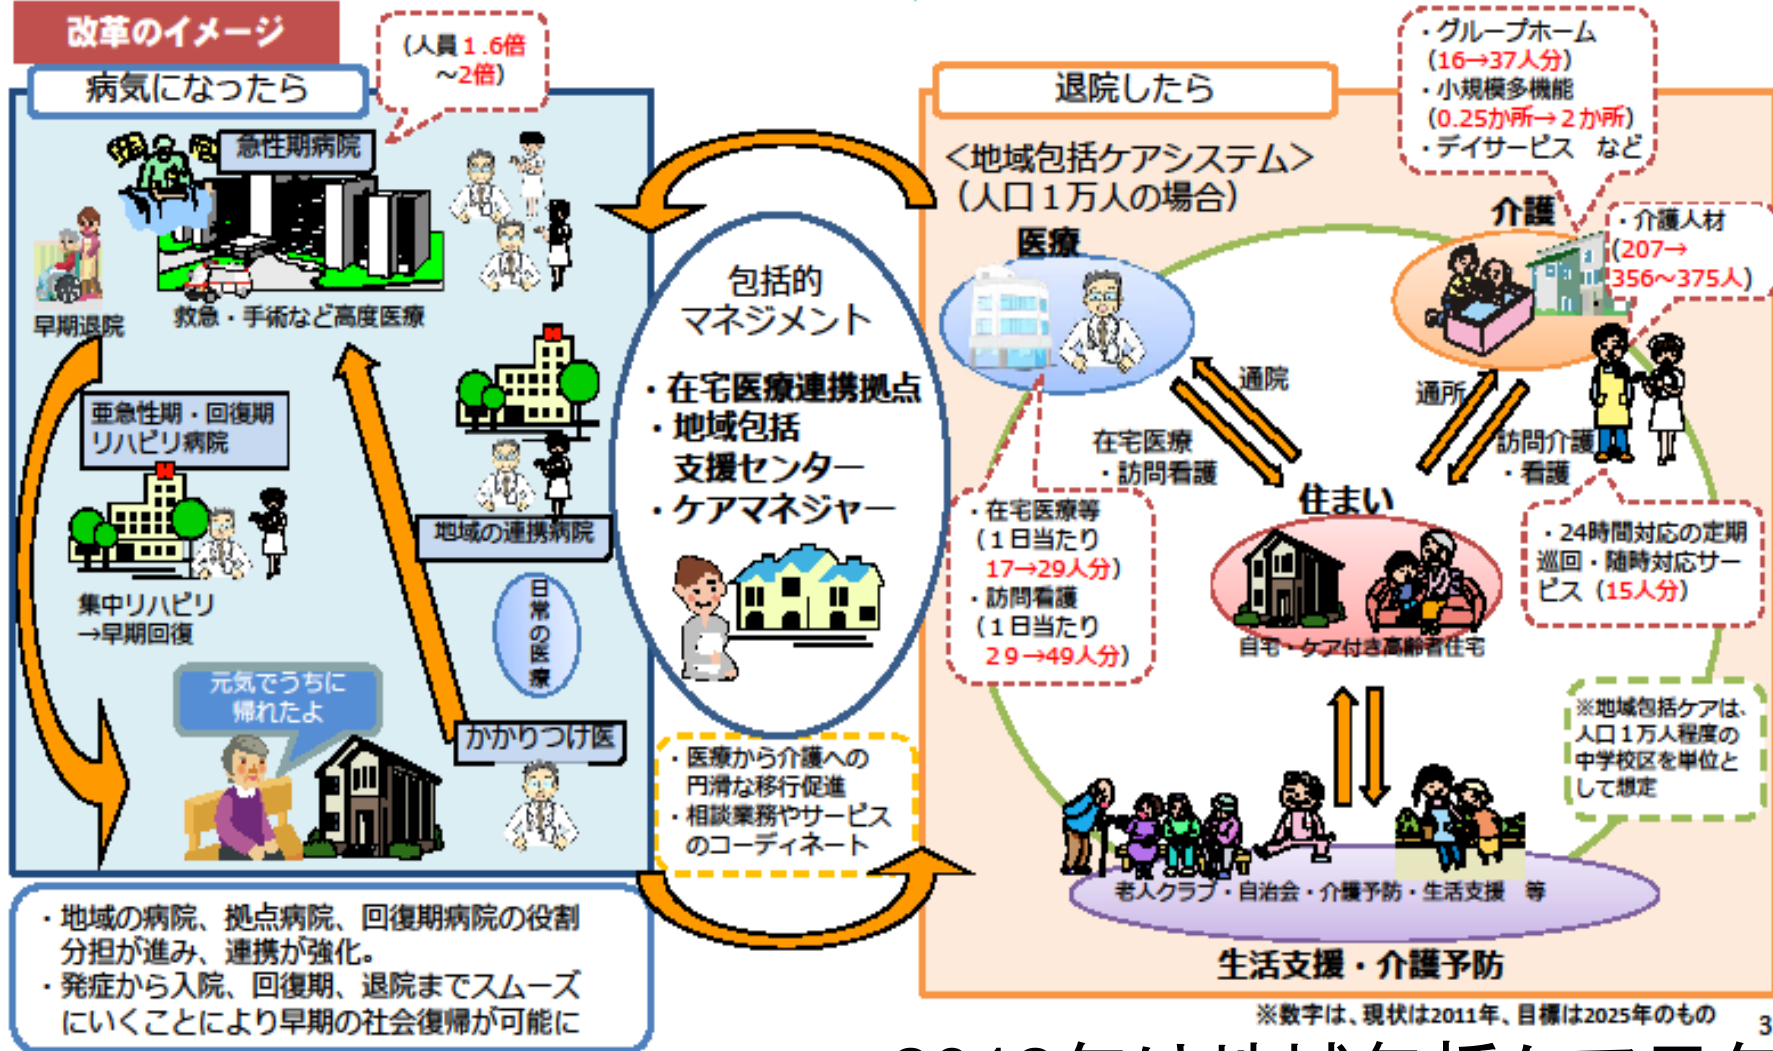 改革のイメージ
(人員1.6倍
～2倍)
病気になったら
急性期病院
救急・手術など高度医療
早期退院
亜急性期・回復期
リハビリ病院
集中リハビリ
→早期回復
地域の連携病院
日常の医療
元気でうちに
帰れたよ
かかりつけ医
・地域の病院、拠点病院、回復期病院の役割
分担が進み、連携が強化。
・発症から入院、回復期、退院までスムーズ
にいくことにより早期の社会復帰が可能に
包括的
マネジメント
・在宅医療連携拠点
・地域包括
支援センター
・ケアマネジャー
・医療から介護への
円滑な移行促進
・相談業務やサービス
のコーディネート
退院したら
＜地域包括ケアシステム＞
(人口1万人の場合)
・グループホーム
(16→37人分)
・小規模多機能
(0.25か所→2か所)
・デイサービス など
医療
介護
・介護人材
(207→
356～375人)
通院
在宅医療
・訪問看護
通所
訪問介護
・看護
・在宅医療等
(1日当たり
17→29人分)
・訪問看護
(1日当たり
29→49人分)
住まい
自宅・ケア付き高齢者住宅
・24時間対応の定期
巡回・随時対応サー
ビス(15人分)
※地域包括ケアは、
人口1万人程度の
中学校区を単位と
して想定
老人クラブ・自治会・介護予防・生活支援 等
生活支援・介護予防
※数字は、現状は2011年、目標は2025年のもの
3